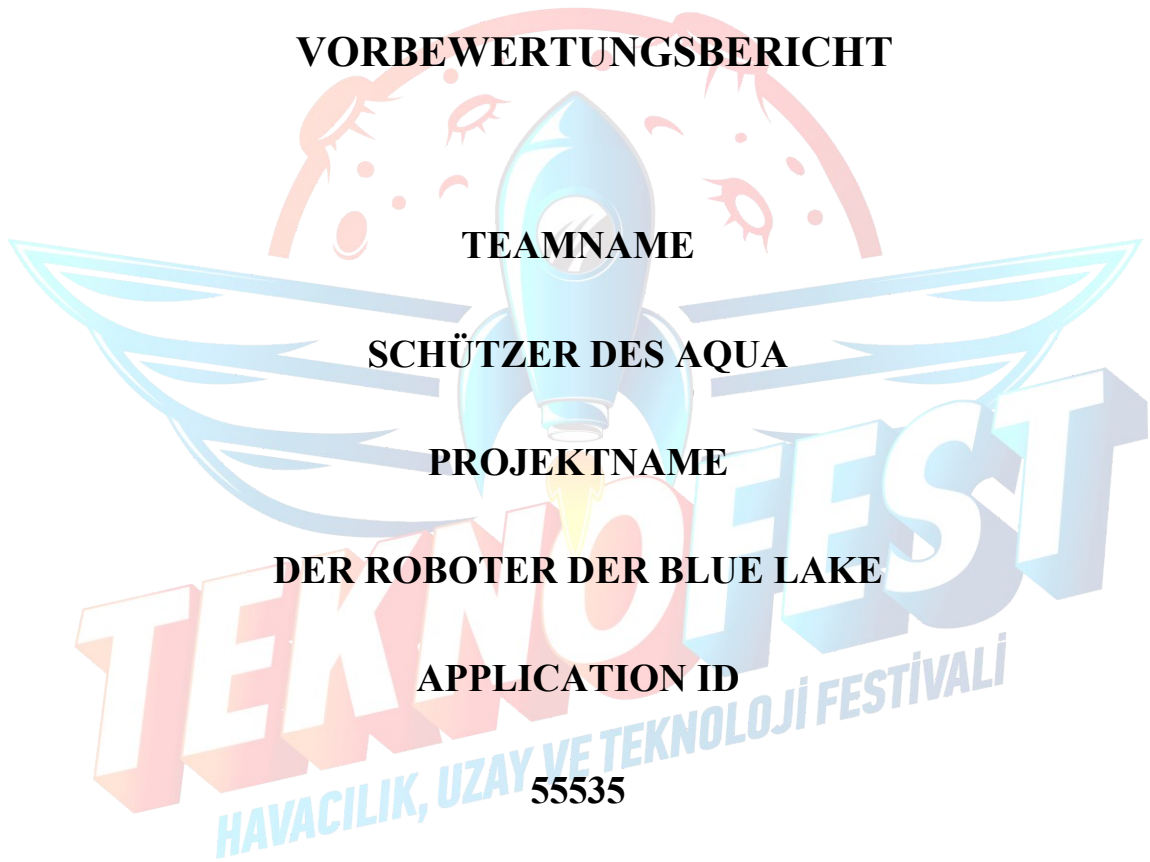 VORBEWERTUNGSBERICHT
TEAMNAME
SCHÜTZER DES AQUA
PROJEKTNAME
DER ROBOTER DER BLUE LAKE
TEKNOFEST
APPLICATION ID
HAVACILIK, UZAY VE TEKNOLOJİ FESTİVALİ
55535